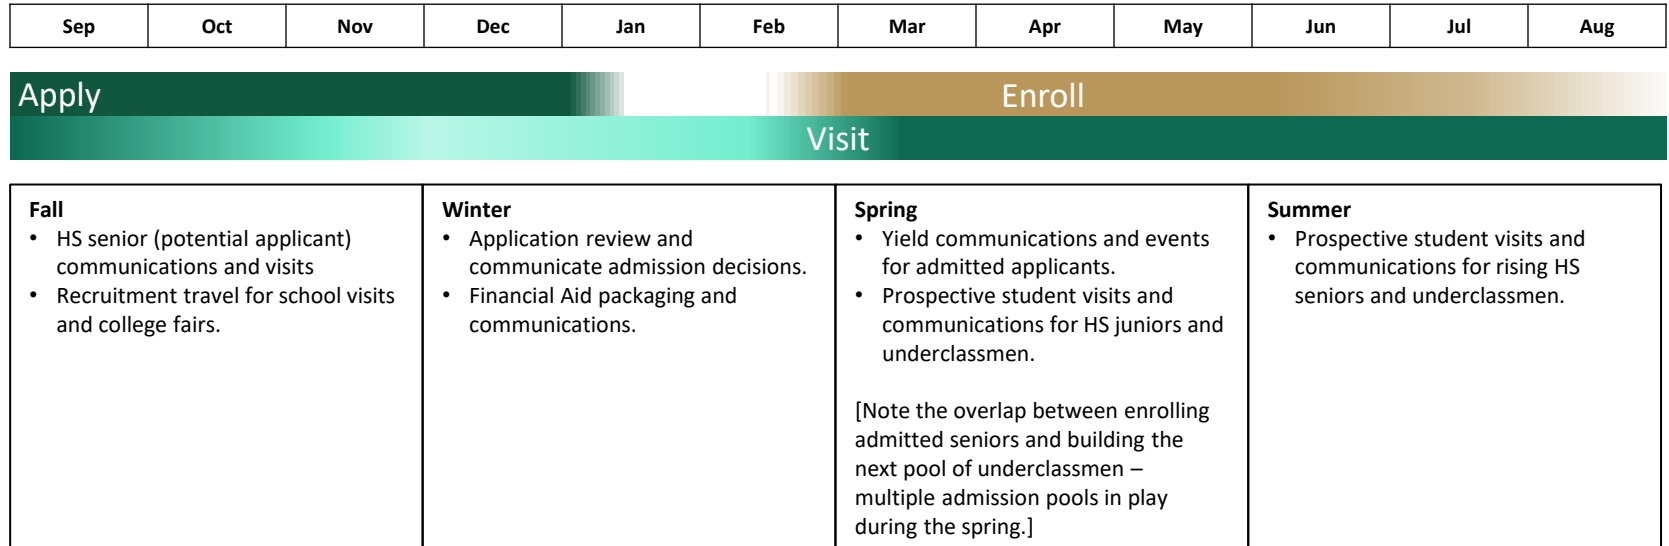 Sep Oct Nov Dec Jan Feb Mar Apr May Jun Jul Aug
Apply Enroll
Visit
Fall
• HS senior (potential applicant)
communications and visits
• Recruitment travel for school visits
and college fairs.
Winter
• Application review and
communicate admission decisions.
• Financial Aid packaging and
communications.
Spring
• Yield communications and events
for admitted applicants.
• Prospective student visits and
communications for HS juniors and
underclassmen.
[Note the overlap between enrolling
admitted seniors and building the
next pool of underclassmen –
multiple admission pools in play
during the spring.]
Summer
• Prospective student visits and
communications for rising HS
seniors and underclassmen.